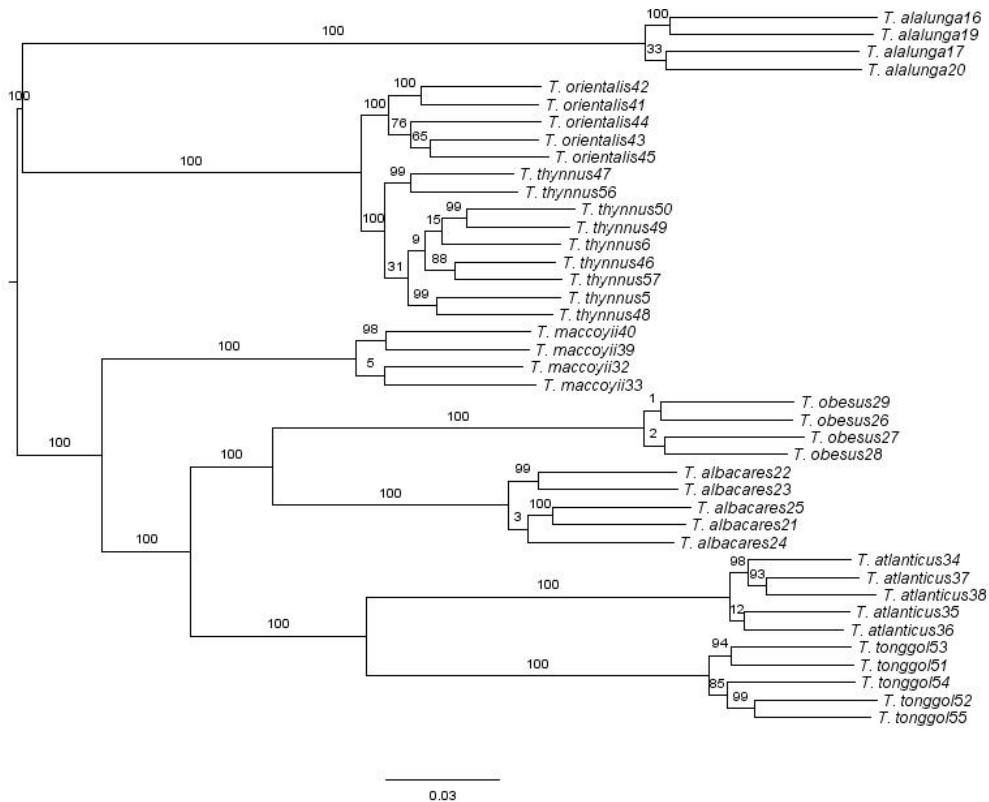 100
T. alalunga16
100
T. alalunga19
33
T. alalunga17
T. alalunga20
100
100
T. orientalis42
100
T. orientalis41
76
T. orientalis44
65
T. orientalis43
T. orientalis45
100
99
T. thynnus47
T. thynnus56
100
99
T. thynnus50
15
T. thynnus49
9
T. thynnus6
88
T. thynnus46
31
T. thynnus57
99
T. thynnus5
T. thynnus48
98
T. maccoyii40
100
T. maccoyii39
5
T. maccoyii32
T. maccoyii33
1
T. obesus29
100
T. obesus26
2
T. obesus27
100
100
T. obesus28
99
T. albacares22
100
T. albacares23
100
T. albacares25
3
T. albacares21
100
T. albacares24
98
T. atlanticus34
93
T. atlanticus37
100
T. atlanticus38
12
T. atlanticus35
100
T. atlanticus36
94
T. tonggol53
100
T. tonggol51
85
T. tonggol54
99
T. tonggol52
T. tonggol55
0.03